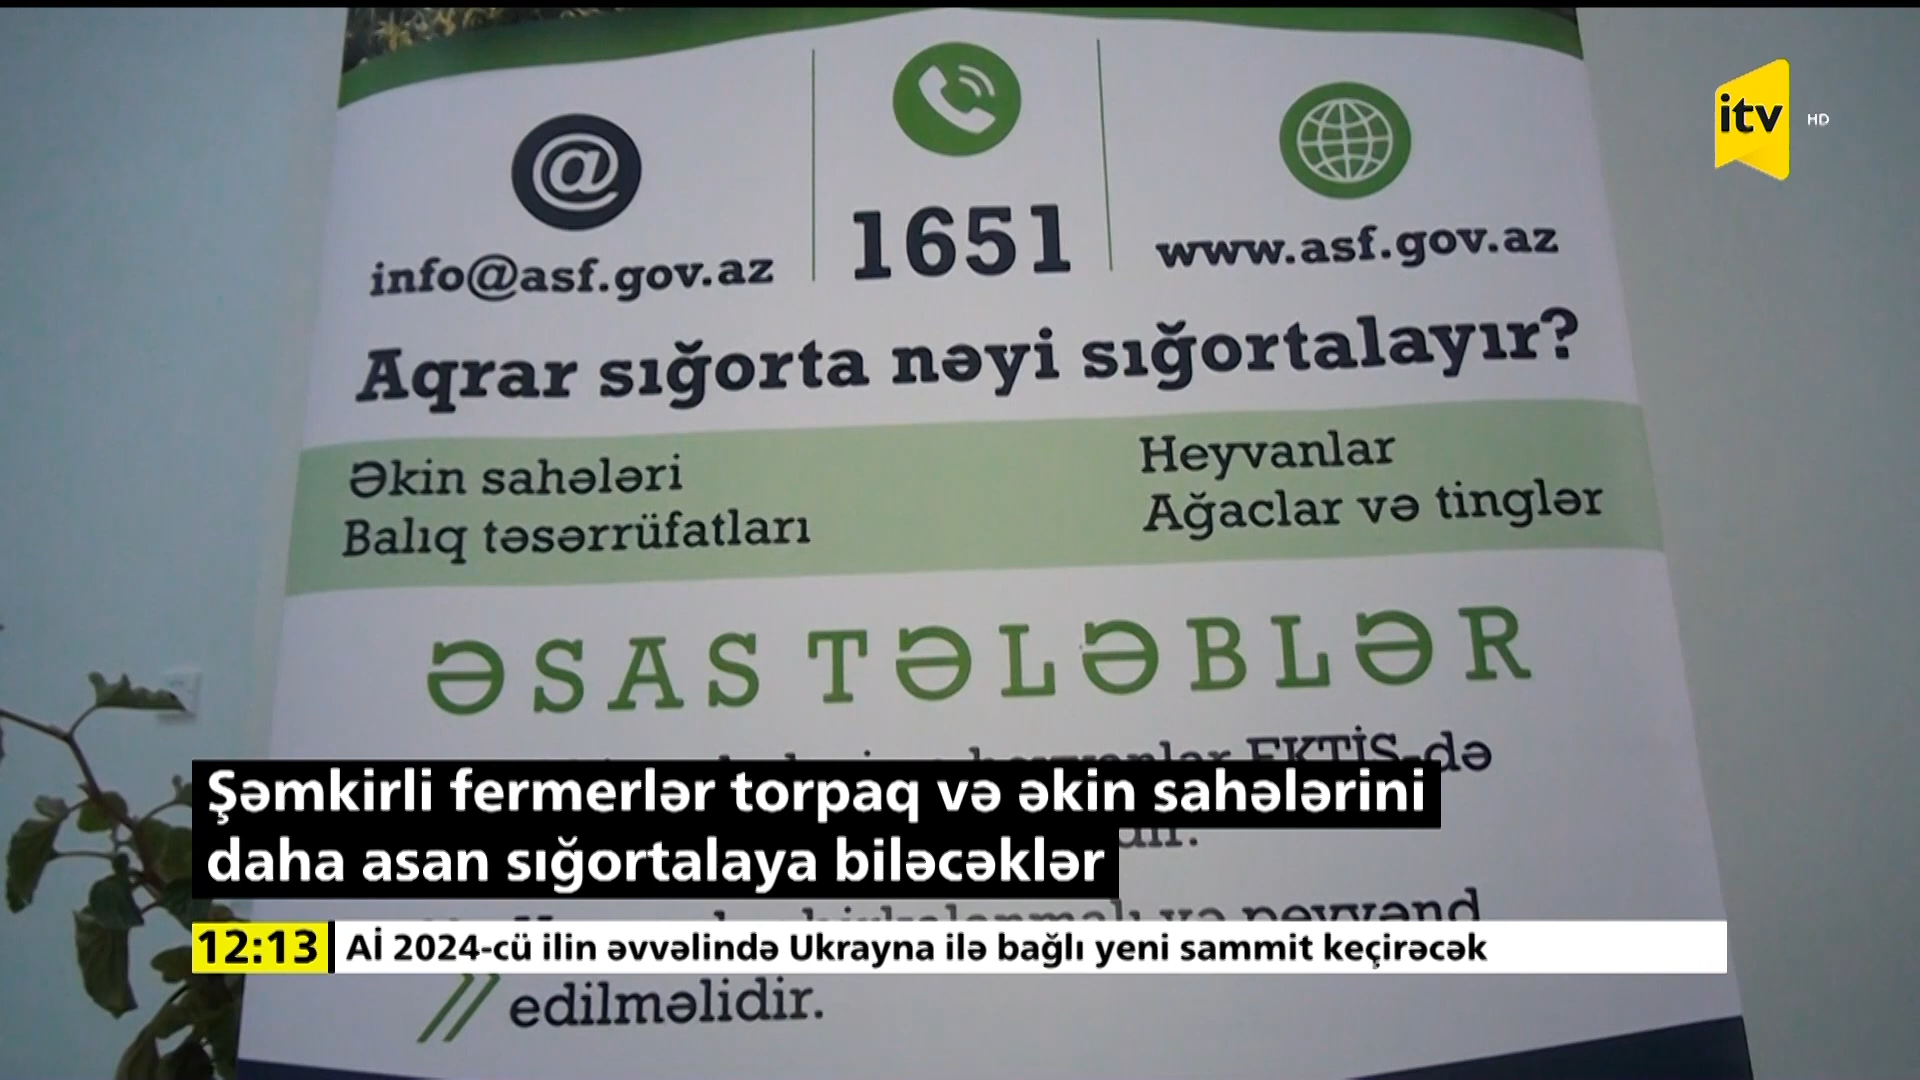 itv HD
@
info@asf.gov.az
1651
www.asf.gov.az
Aqrar sığorta nəyi sığortalayır?
Əkin sahələri
Heyvanlar
Balıq təsərrüfatları
Ağaclar və tinglər
ƏSAS TƏLƏBLƏR
EKTİS-də
Şəmkirli fermerlər torpaq və əkin sahələrini
daha asan sığortalaya biləcəklər
12:13 Aİ 2024-cü ilin əvvəlində Ukrayna ilə bağlı yeni sammit keçirəcək
edilməlidir.